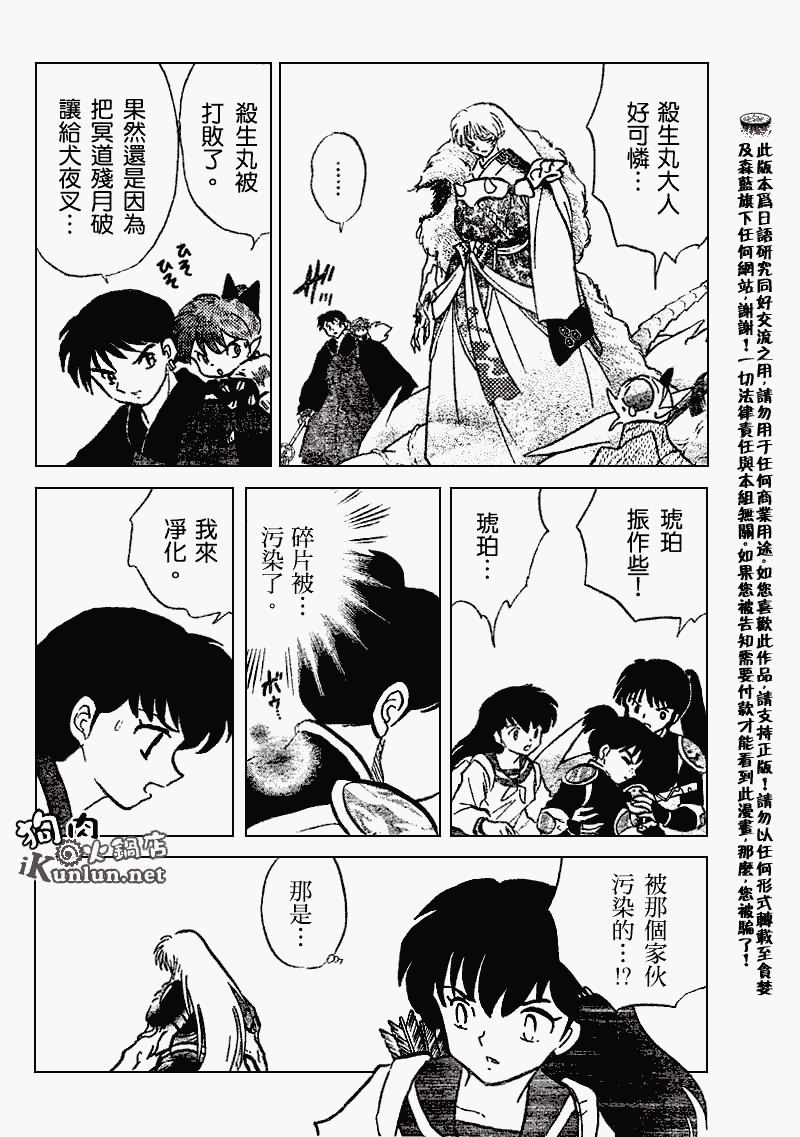 殺生丸大人
好可憐…
……
殺生丸被
打敗了。
果然還是因為
把冥道殘月破
讓給犬夜叉…
ひそ
ひそ
琥珀
振作些！
琥珀…
碎片被…
污染了。
ボゥ…
我來
凈化。
被那個家伙
污染的…!?
那是…
狗肉
火鍋店
iKunlun.net
此版本爲日語研究同好交流之用，請勿用于任何商業用途。如您喜歡此作品，請支持正版！請勿以任何形式轉載至貪婪
及森藍旗下任何網站，謝謝！一切法律責任與本組無關。如果您被告知需要付款才能看到此漫畫，那麼，您被騙了！